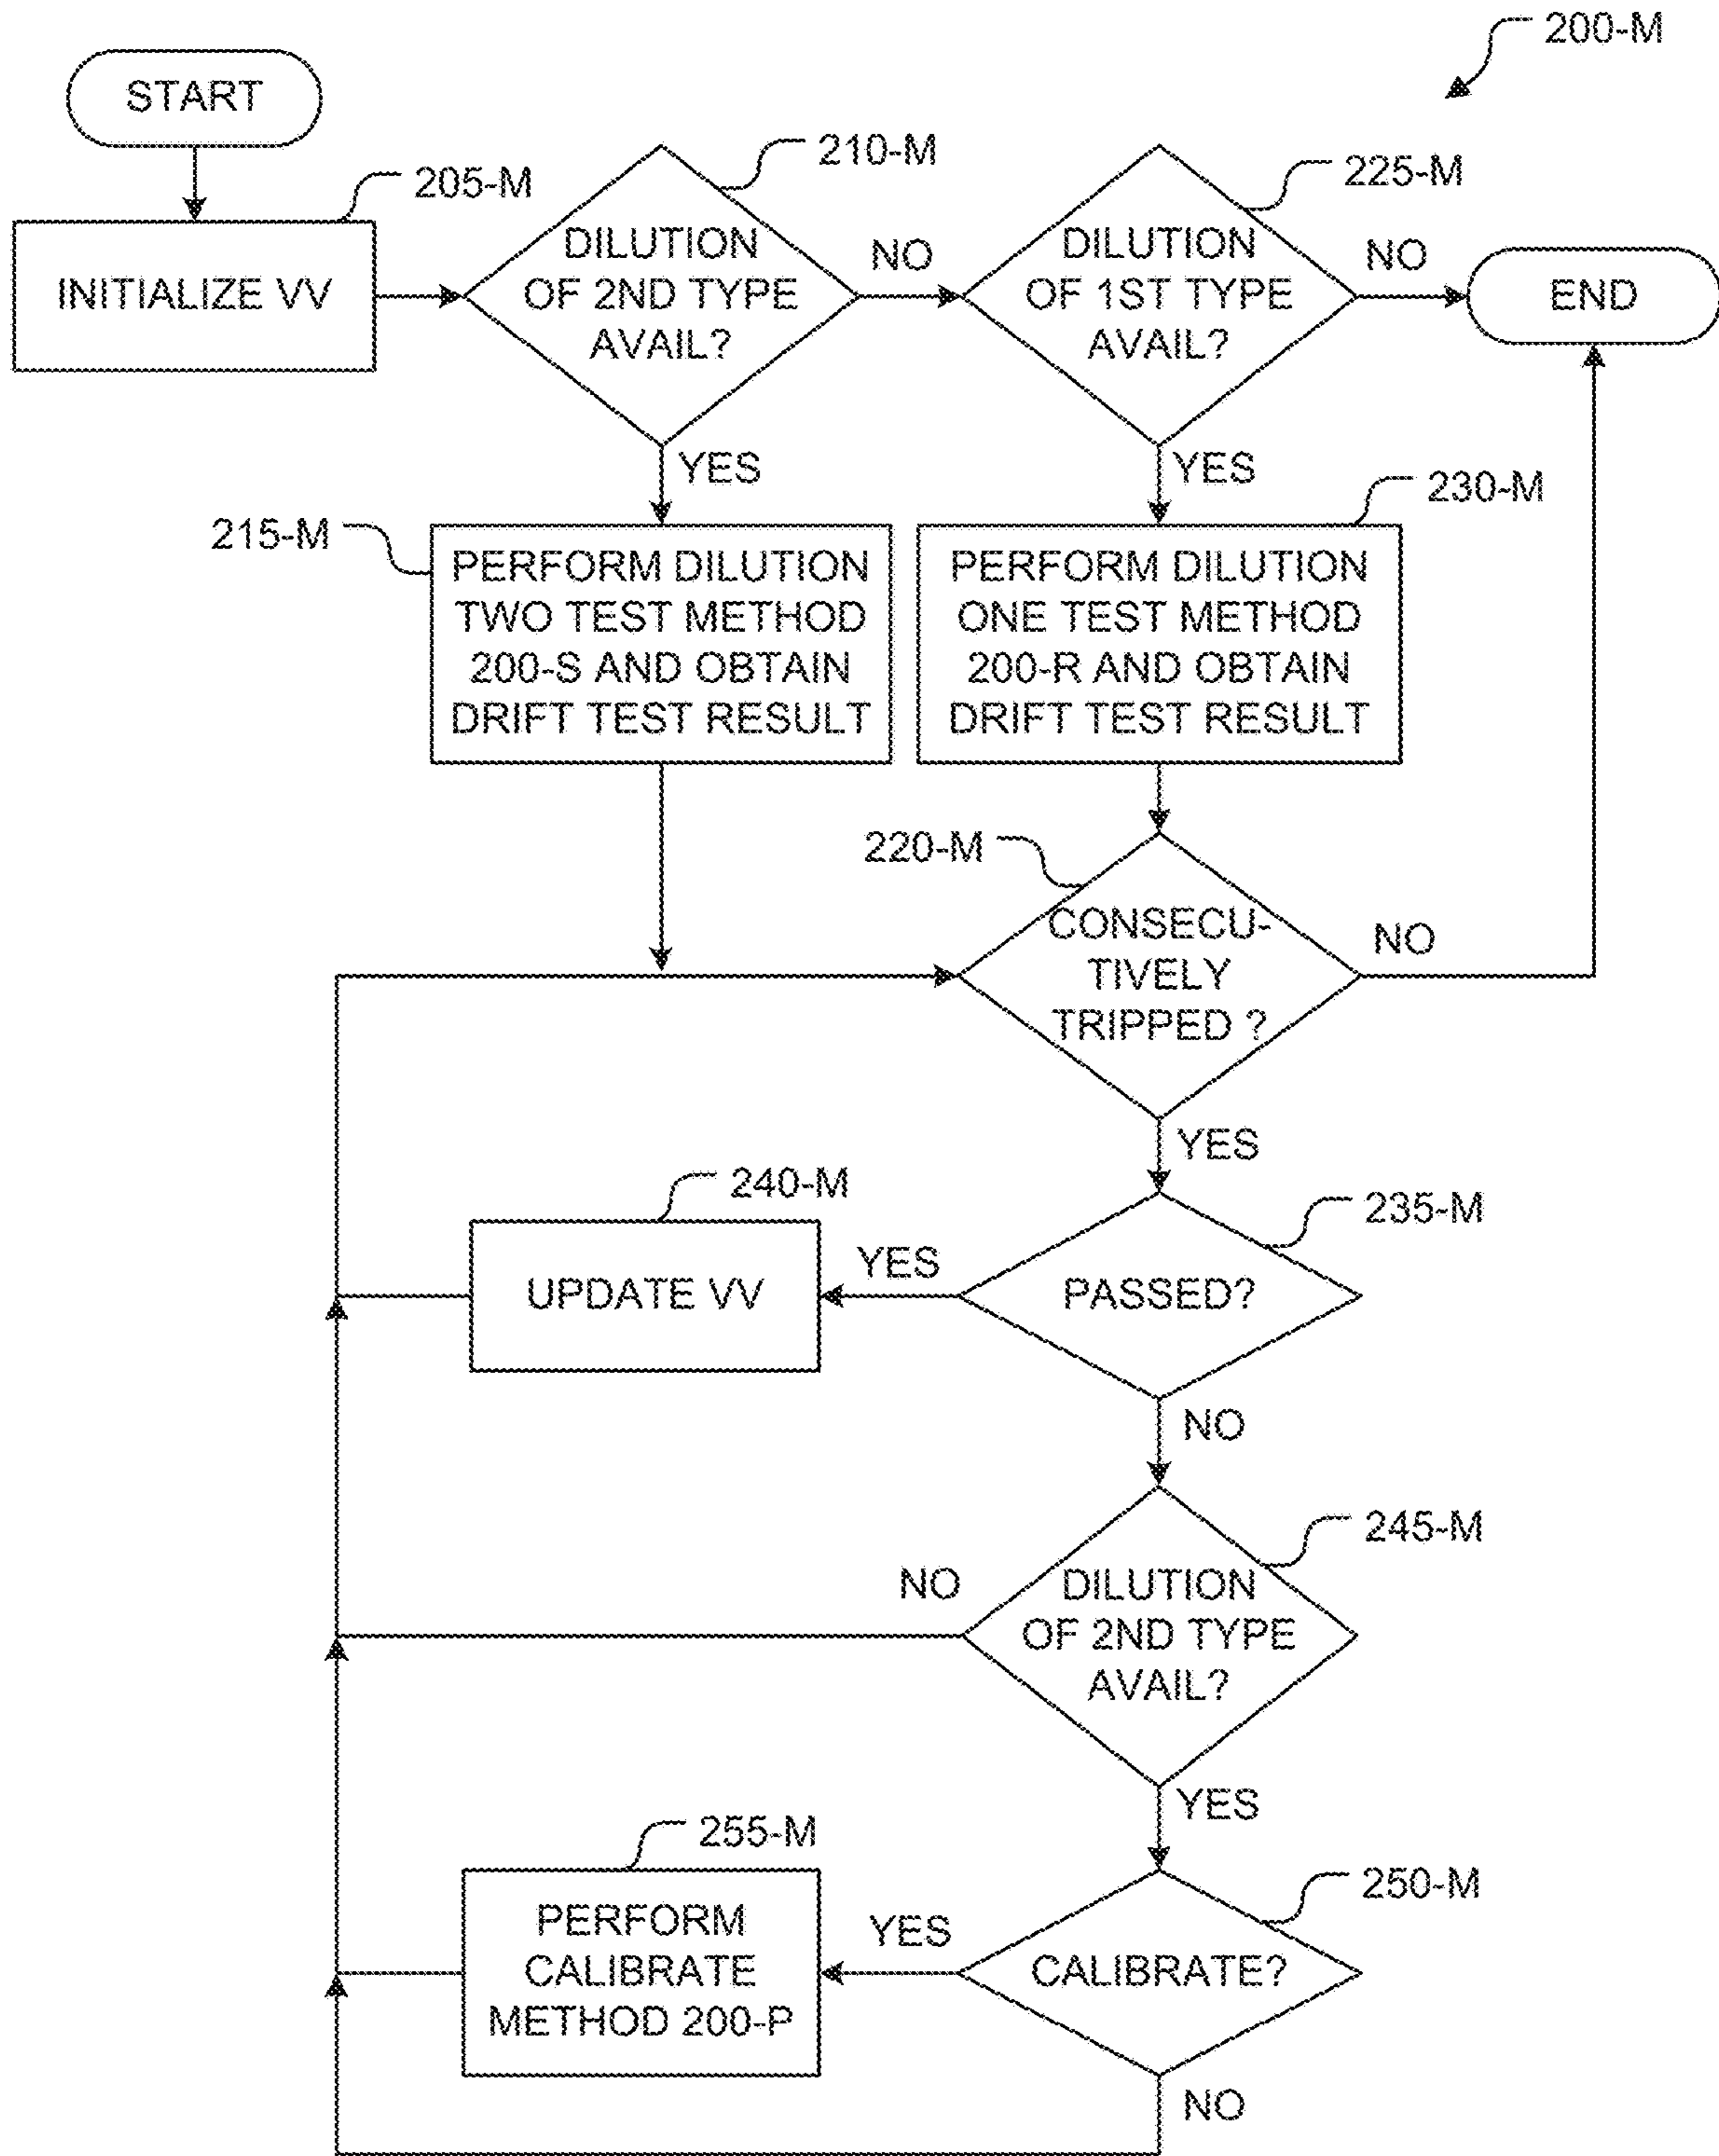 200-M
START
205-M
210-M
225-M
INITIALIZE VV
DILUTION
OF 2ND TYPE
AVAIL?
NO
DILUTION
OF 1ST TYPE
AVAIL?
NO
END
YES
YES
215-M
230-M
PERFORM DILUTION
TWO TEST METHOD
200-S AND OBTAIN
DRIFT TEST RESULT
PERFORM DILUTION
ONE TEST METHOD
200-R AND OBTAIN
DRIFT TEST RESULT
220-M
CONSECU-
TIVELY
TRIPPED ?
NO
YES
240-M
235-M
UPDATE VV
YES
PASSED?
NO
245-M
NO
DILUTION
OF 2ND TYPE
AVAIL?
YES
255-M
250-M
PERFORM
CALIBRATE
METHOD 200-P
YES
CALIBRATE?
NO